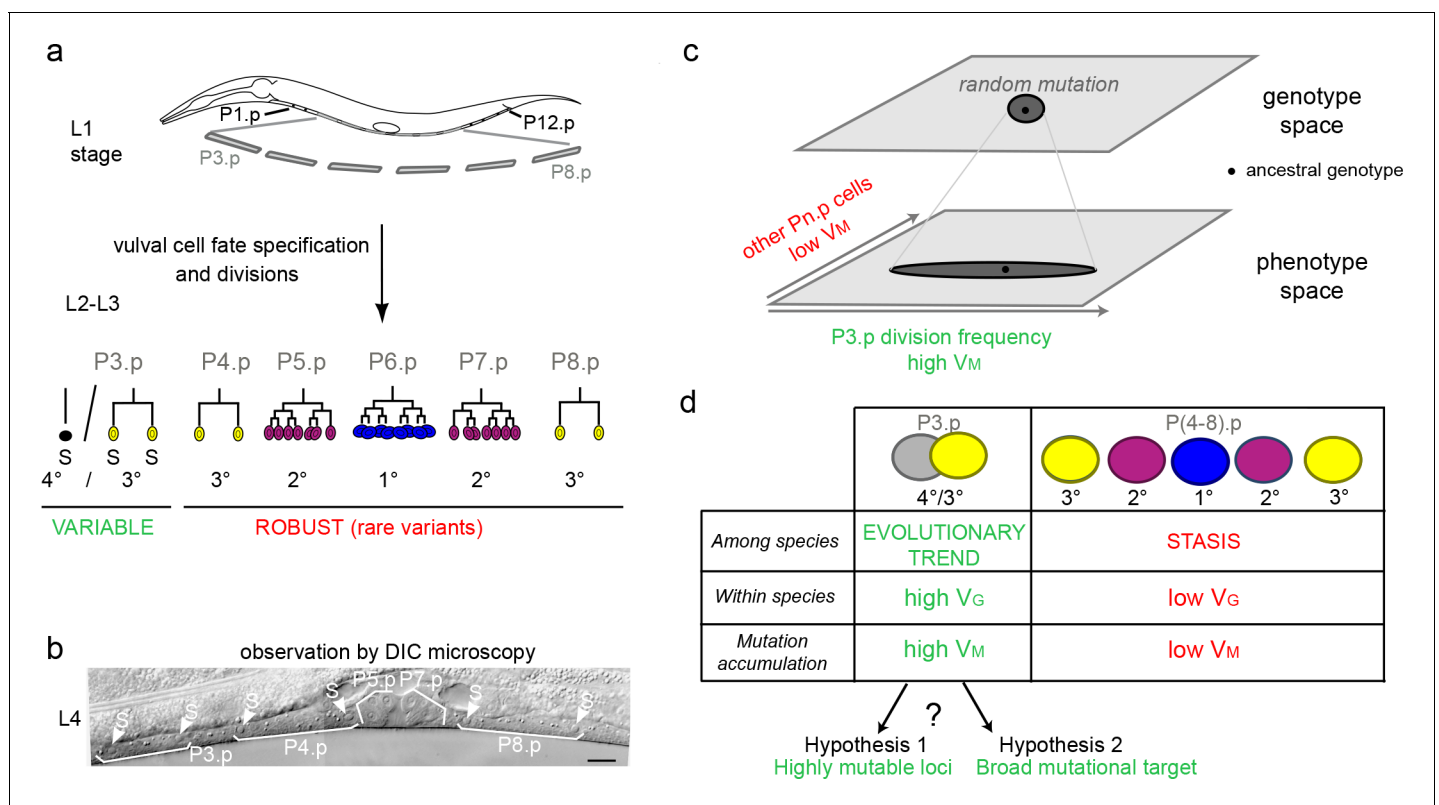 a
L1
stage
P1.p
P12.p
P3.p
P8.p
vulval cell fate specification
and divisions
L2-L3
P3.p P4.p P5.p P6.p P7.p P8.p
S S S
4° / 3° 3° 2° 1° 2° 3°
VARIABLE ROBUST (rare variants)
b
observation by DIC microscopy
L4
S S S S S S
P3.p P4.p P5.p P7.p P8.p
c
random mutation
genotype
space
• ancestral genotype
other Pn.p cells
low VM
phenotype
space
P3.p division frequency
high VM
d
P3.p P(4-8).p
4°/3° 3° 2° 1° 2° 3°
Among species EVOLUTIONARY TREND STASIS
Within species high VG low VG
Mutation accumulation high VM low VM
?
Hypothesis 1 Hypothesis 2
Highly mutable loci Broad mutational target